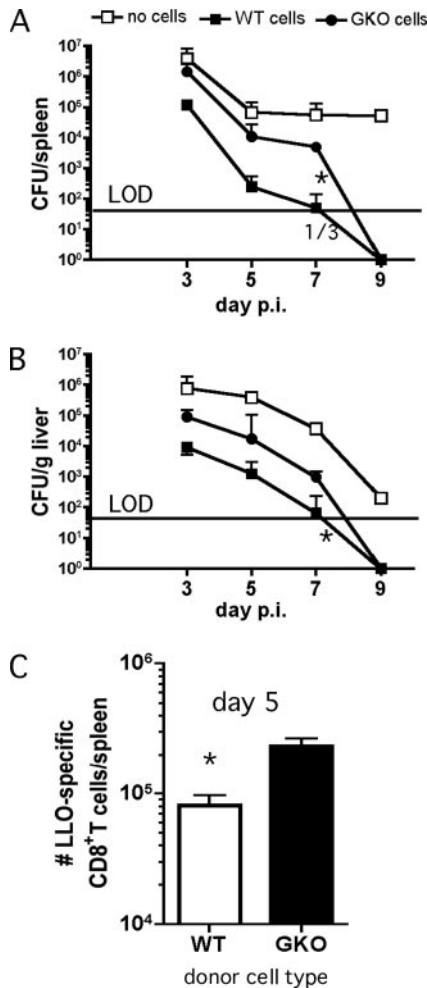 A
no cells
WT cells
GKO cells
CFU/spleen
10⁷
10⁶
10⁵
10⁴
10³
10²
10¹
10⁰
LOD
*
1/3
3 5 7 9
day p.i.
B
CFU/g liver
10⁷
10⁶
10⁵
10⁴
10³
10²
10¹
10⁰
LOD
*
3 5 7 9
day p.i.
C
# LLO-specific
CD8⁺T cells/spleen
10⁶
10⁵
10⁴
day 5
*
WT GKO
donor cell type